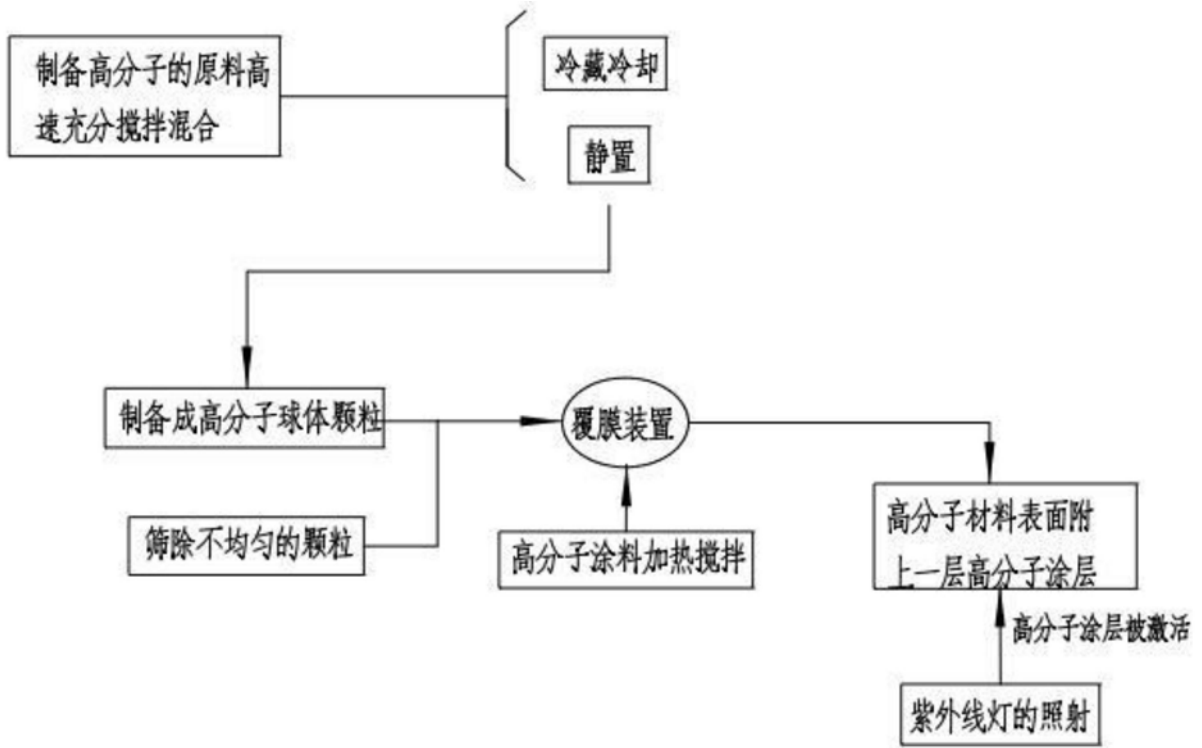 制备高分子的原料高
速充分搅拌混合
冷藏冷却
静置
制备成高分子球体颗粒
覆膜装置
筛除不均匀的颗粒
高分子涂料加热搅拌
高分子材料表面附
上一层高分子涂层
高分子涂层被激活
紫外线灯的照射